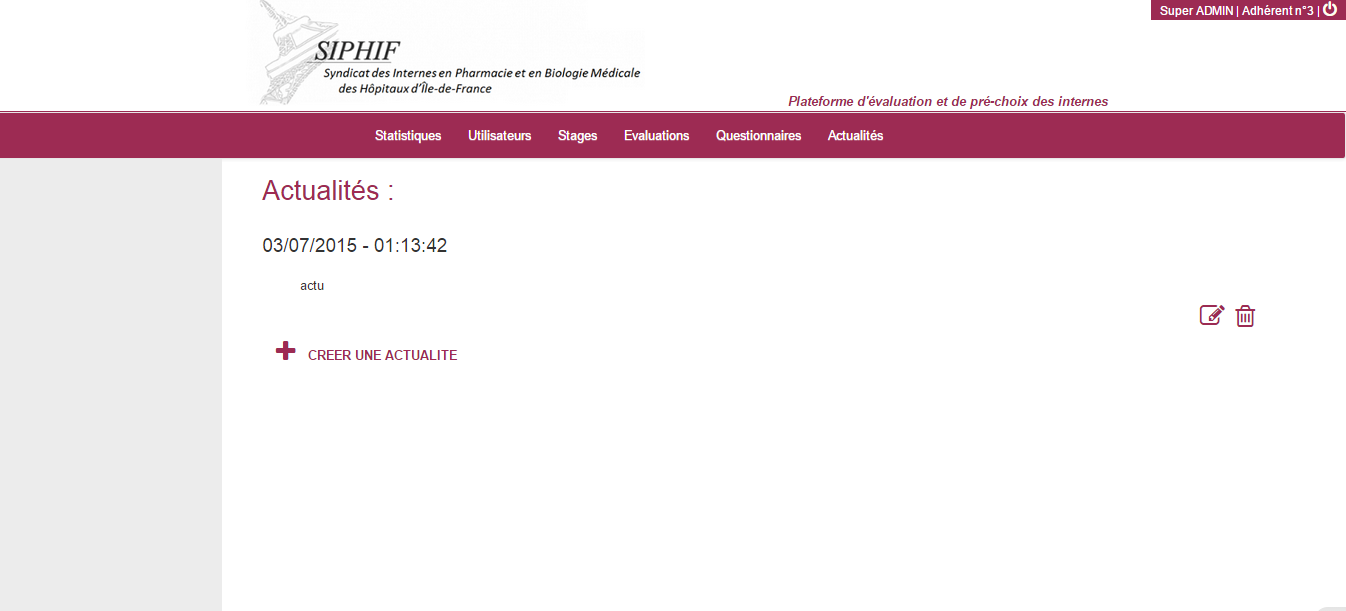 Super ADMIN | Adhérent n°3 |
SIPHIF
Syndicat des Internes en Pharmacie et en Biologie Médicale
des Hôpitaux d'Île-de-France
Plateforme d'évaluation et de pré-choix des internes
Statistiques Utilisateurs Stages Evaluations Questionnaires Actualités
Actualités :
03/07/2015 - 01:13:42
actu
CREER UNE ACTUALITE